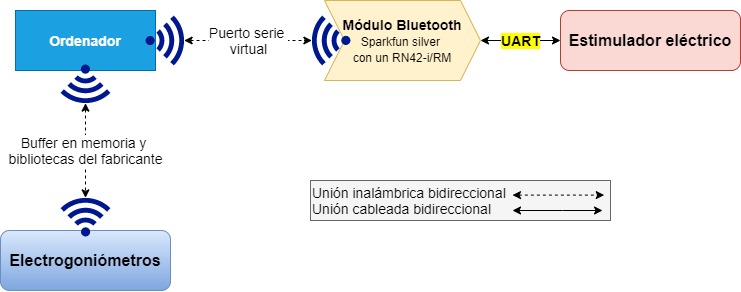 Ordenador
Puerto serie
virtual
Módulo Bluetooth
Sparkfun silver
con un RN42-i/RM
UART
Estimulador eléctrico
Buffer en memoria y
bibliotecas del fabricante
Unión inalámbrica bidireccional
Unión cableada bidireccional
Electrogoniómetros